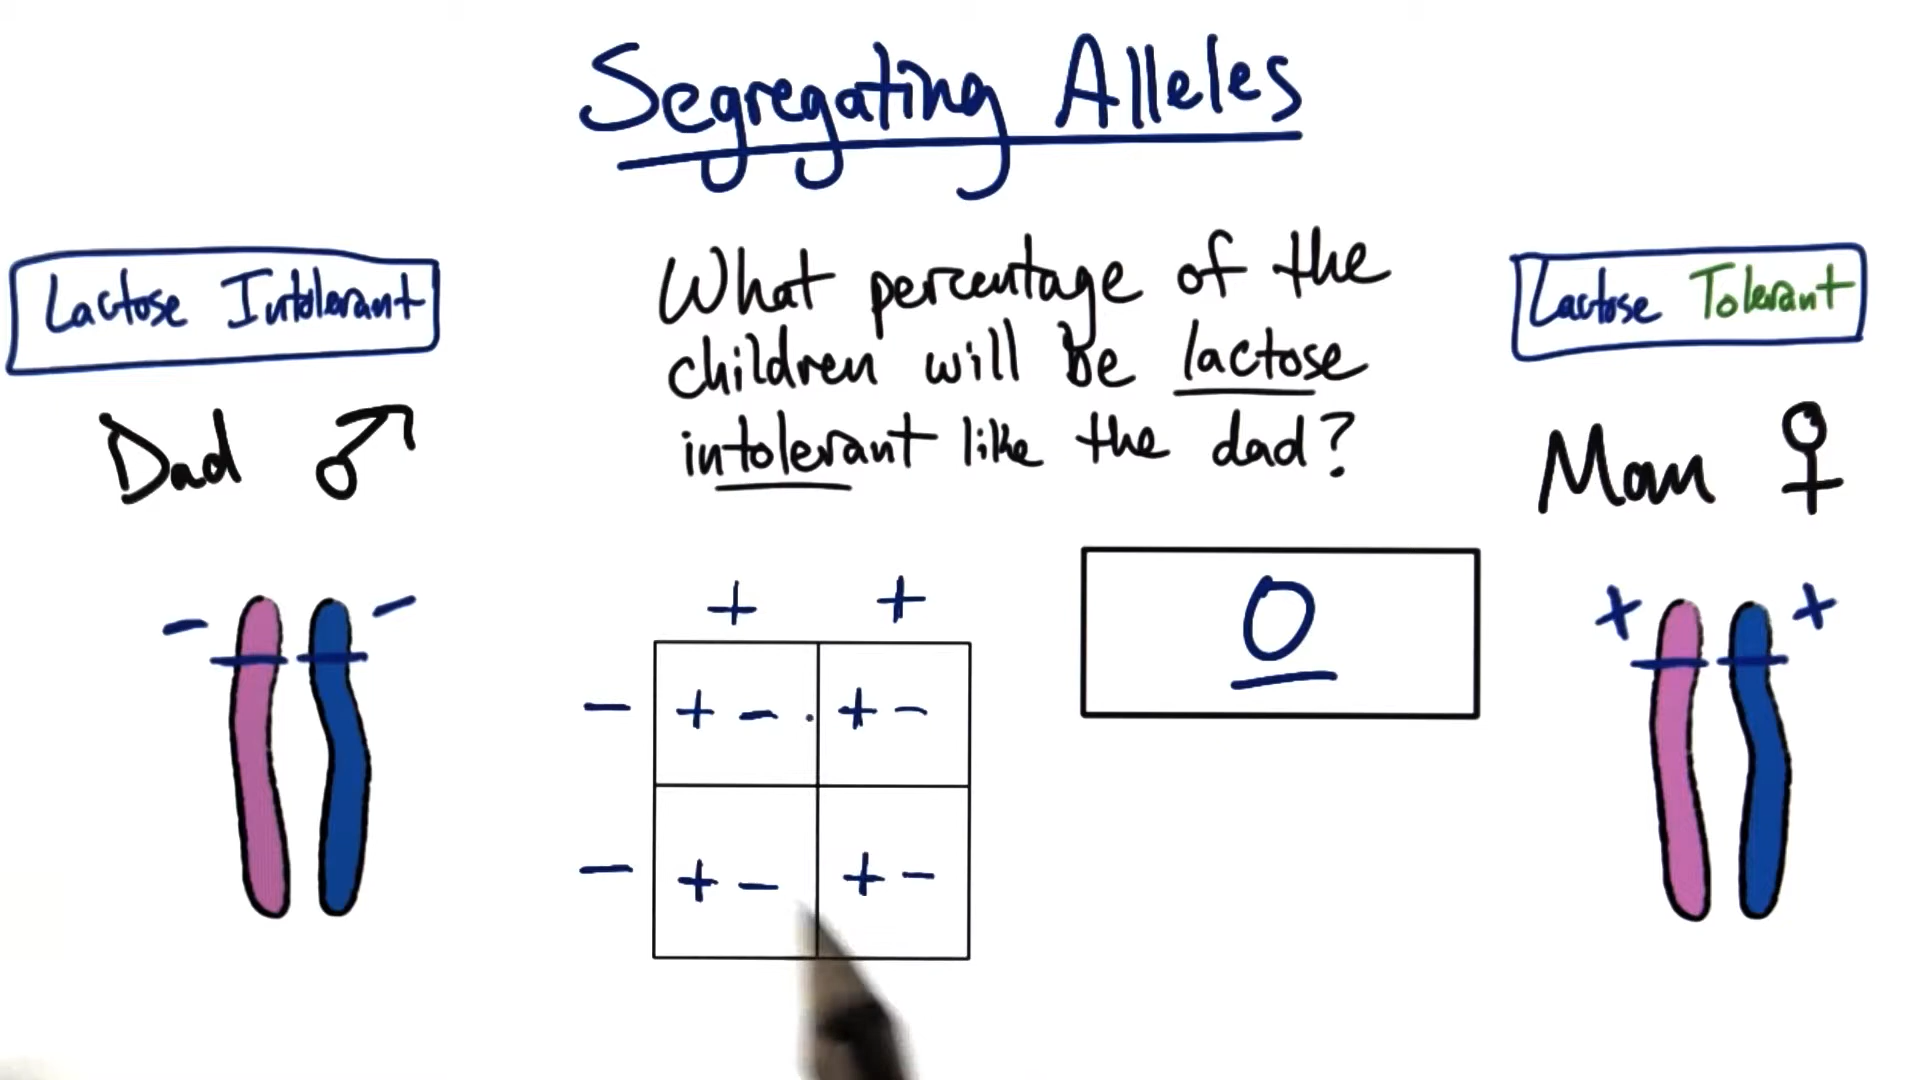 Segregating Alleles
Lactose Intolerant
What percentage of the
children will be lactose
intolerant like the dad?
Lactose Tolerant
Dad ♂
Mom ♀
+ +
0
- -
+ +
- + - + -
- + - + -